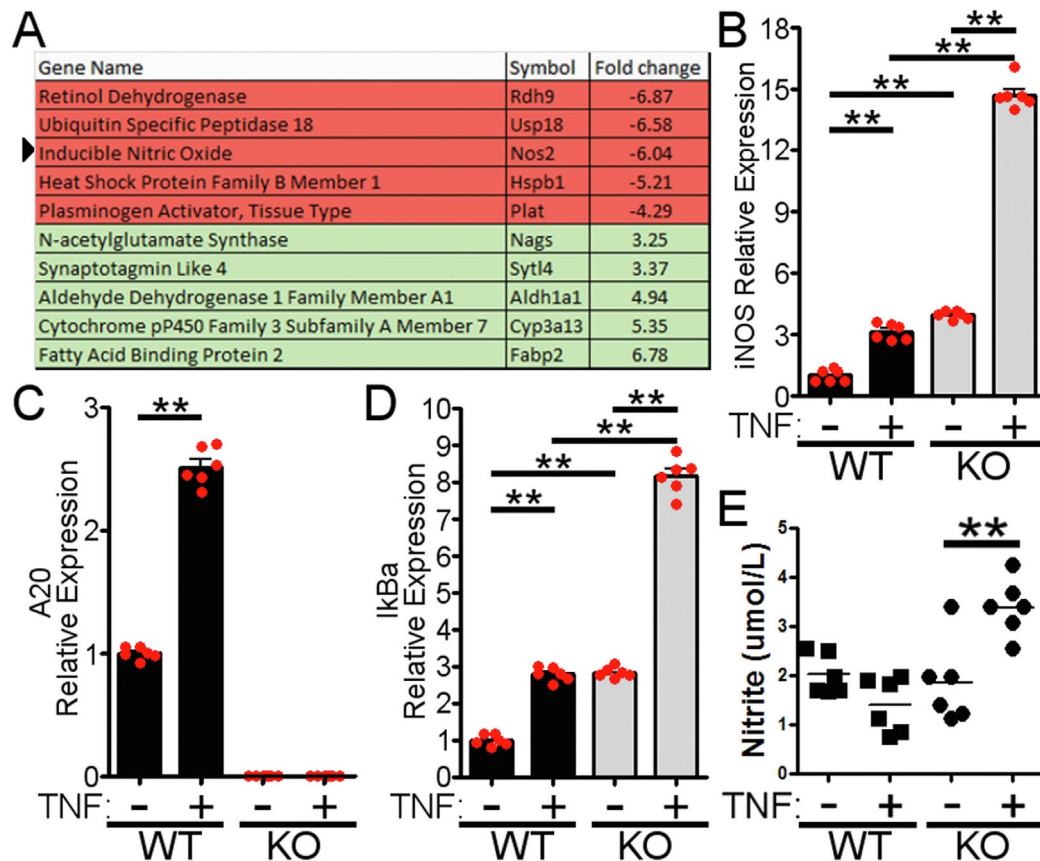 A
Gene Name Symbol Fold change
Retinol Dehydrogenase Rdh9 -6.87
Ubiquitin Specific Peptidase 18 Usp18 -6.58
Inducible Nitric Oxide Nos2 -6.04
Heat Shock Protein Family B Member 1 Hspb1 -5.21
Plasminogen Activator, Tissue Type Plat -4.29
N-acetylglutamate Synthase Nags 3.25
Synaptotagmin Like 4 Sytl4 3.37
Aldehyde Dehydrogenase 1 Family Member A1 Aldh1a1 4.94
Cytochrome pP450 Family 3 Subfamily A Member 7 Cyp3a13 5.35
Fatty Acid Binding Protein 2 Fabp2 6.78
B
iNOS Relative Expression
18
15
12
9
6
3
0
**
**
**
**
TNF: - + - +
WT KO
C
A20
Relative Expression
3
2
1
0
**
TNF: - + - +
WT KO
D
IkBa
Relative Expression
10
9
8
7
6
5
4
3
2
1
0
**
**
**
**
TNF: - + - +
WT KO
E
Nitrite (umol/L)
5
4
3
2
1
0
**
TNF: - + - +
WT KO